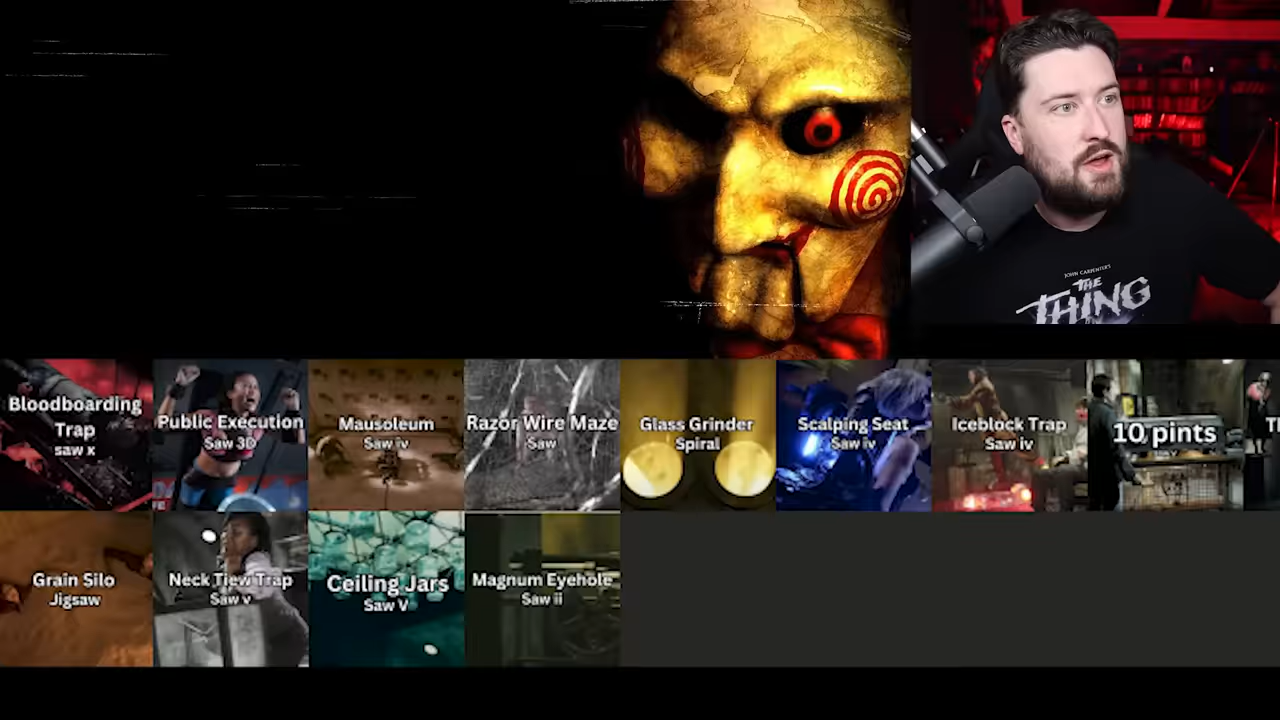 JOHN CARPENTER'S
THE
THING
Bloodboarding
Trap
saw x
Public Execution
Saw 3D
Mausoleum
Saw iv
Razor Wire Maze
Saw
Glass Grinder
Spiral
Scalping Seat
Saw iv
Iceblock Trap
Saw iv
10 pints
Grain Silo
Jigsaw
Neck Tiew Trap
Saw v
Ceiling Jars
Saw V
Magnum Eyehole
Saw ii